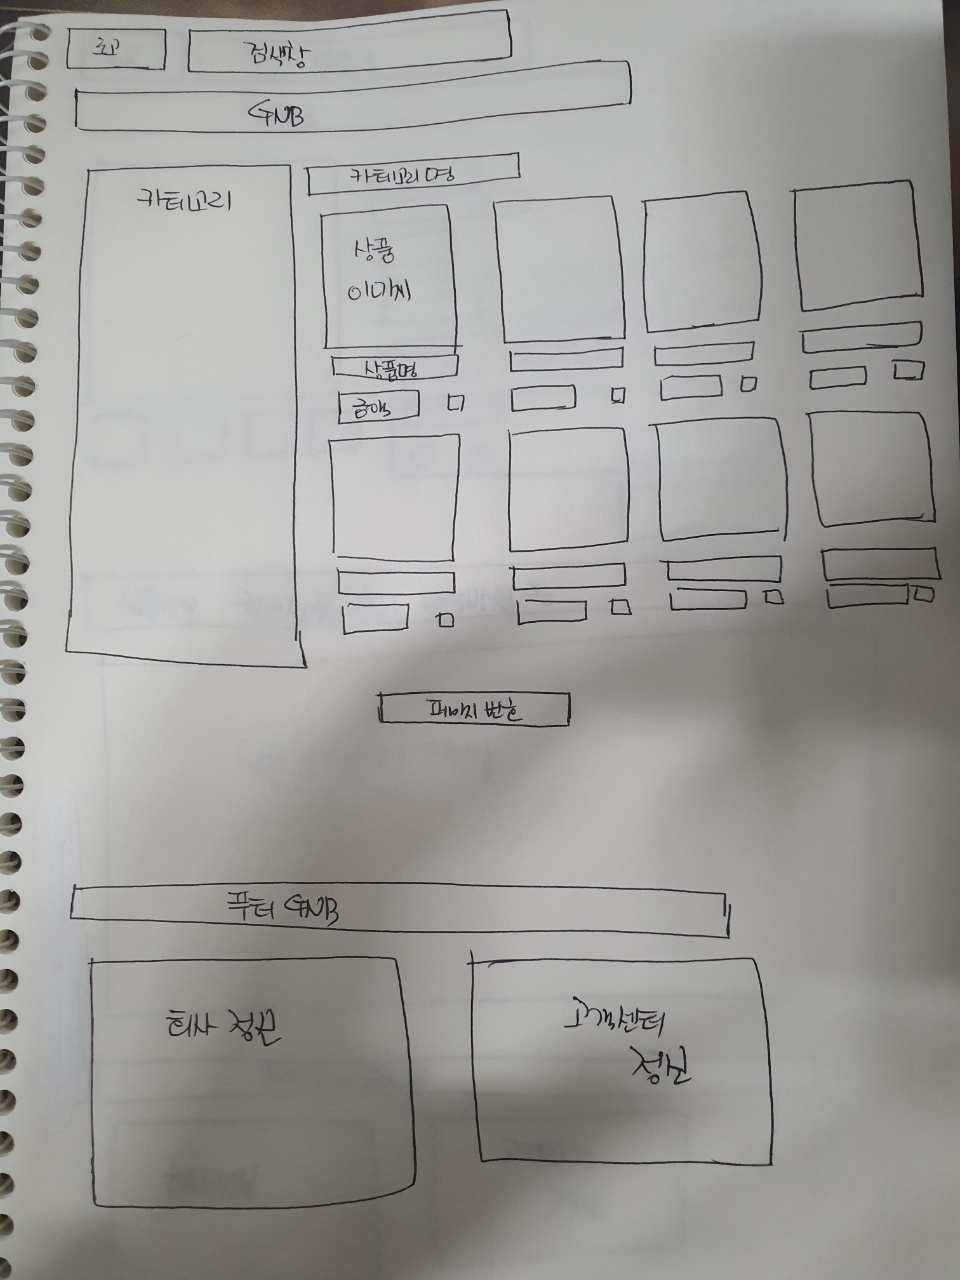 로고
검색창
GNB
카테고리
카테고리명
상품
이미지
상품명
금액
페이지 번호
푸터 GNB
회사 정보
고객센터
정보